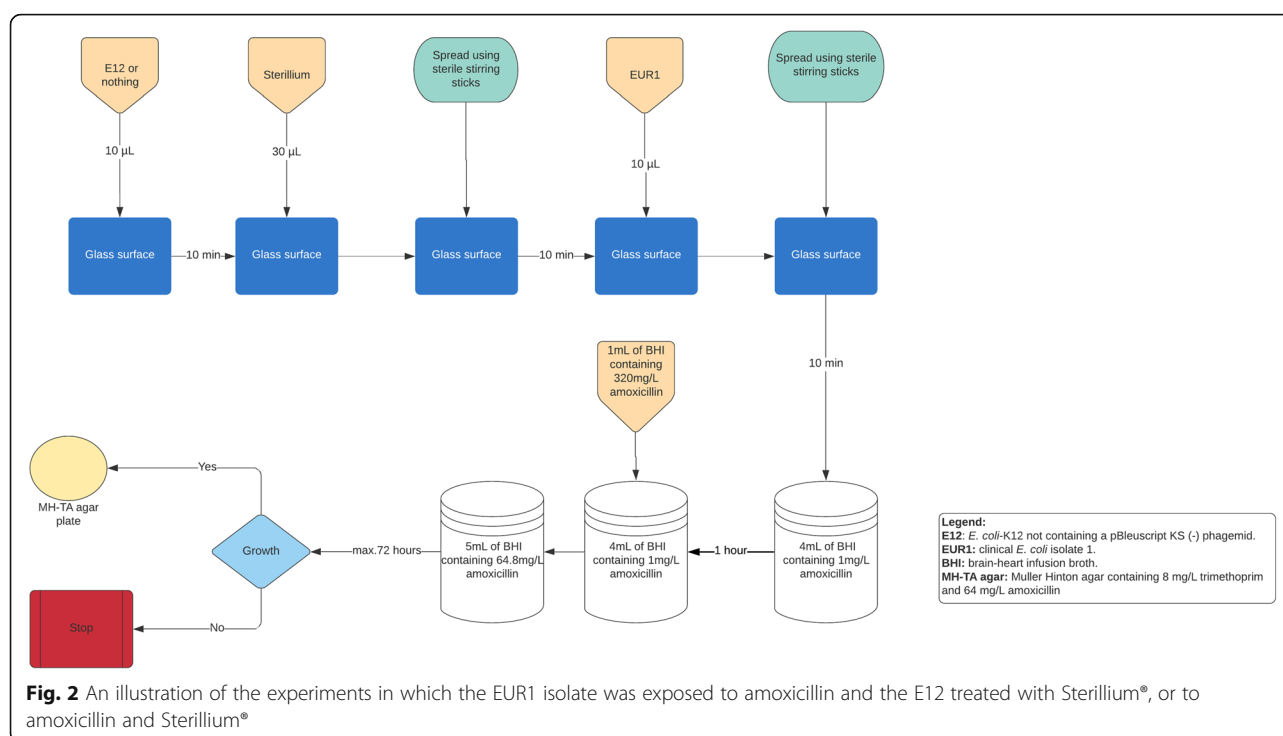 E12 or
nothing
Sterillium
Spread using
sterile stirring
sticks
EUR1
Spread using sterile
stirring sticks
10 µL
30 µL
10 µL
Glass surface
10 min
Glass surface
Glass surface
10 min
Glass surface
Glass surface
10 min
1mL of BHI
containing
320mg/L
amoxicillin
Yes
MH-TA agar
plate
Growth
max.72 hours
5mL of BHI
containing 64.8mg/L
amoxicillin
4mL of BHI
containing 1mg/L
amoxicillin
1 hour
4mL of BHI
containing 1mg/L
amoxicillin
No
Stop
Legend:
E12: E. coli-K12 not containing a pBleuscript KS (-) phagemid.
EUR1: clinical E. coli isolate 1.
BHI: brain-heart infusion broth.
MH-TA agar: Muller Hinton agar containing 8 mg/L trimethoprim
and 64 mg/L amoxicillin
Fig. 2 An illustration of the experiments in which the EUR1 isolate was exposed to amoxicillin and the E12 treated with Sterillium®, or to
amoxicillin and Sterillium®